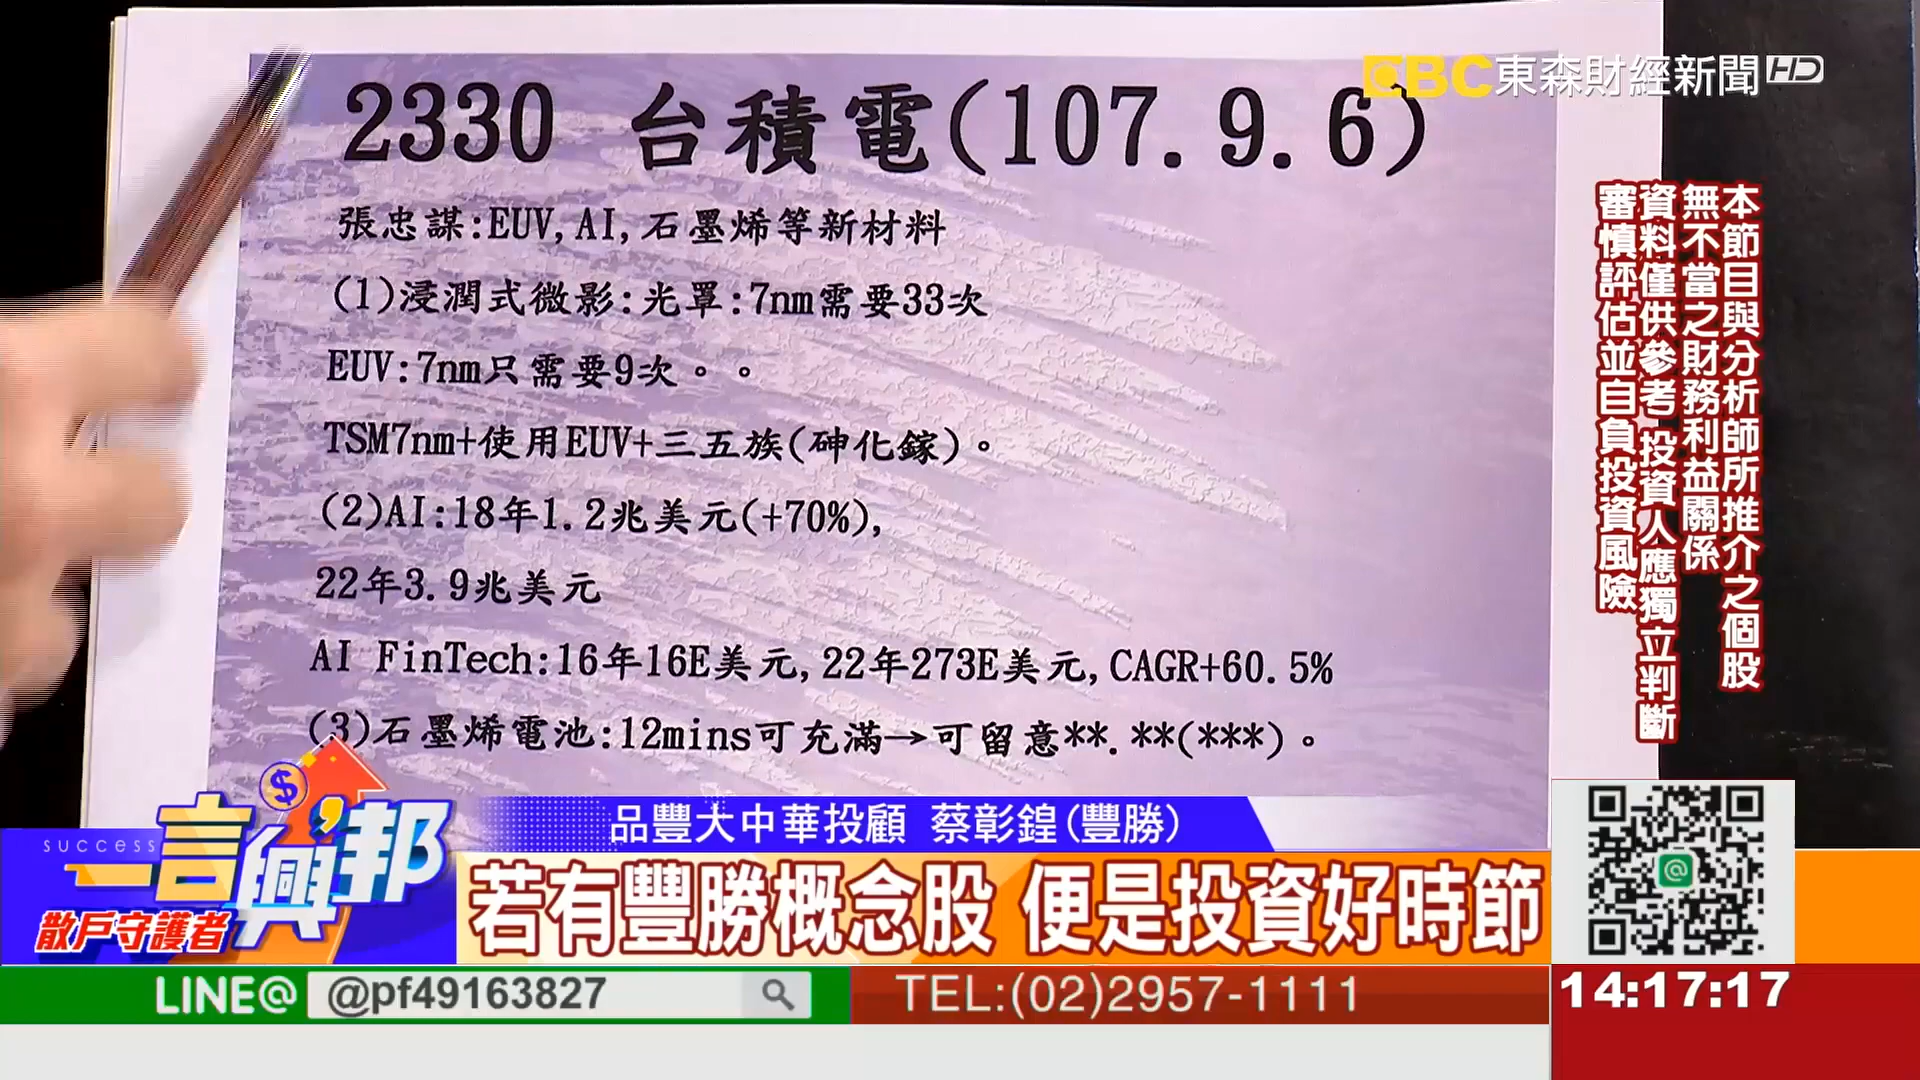 2330 台積電(107.9.6)
EBC東森財經新聞HD
張忠謀:EUV,AI,石墨烯等新材料
(1)浸潤式微影:光罩:7nm需要33次
EUV:7nm只需要9次。。
TSM7nm+使用EUV+三五族(砷化鎵)。
(2)AI:18年1.2兆美元(+70%),
22年3.9兆美元
AI FinTech:16年16E美元,22年273E美元,CAGR+60.5%
(3)石墨烯電池:12mins可充滿→可留意**.**(***)。
本節目與分析師所推介之個股
無不當之財務利益關係
資料僅供參考 投資人應獨立判斷
審慎評估並自負投資風險
$
success
一言興邦
散戶守護者
品豐大中華投顧 蔡彰鍠(豐勝)
若有豐勝概念股 便是投資好時節
LINE@ @pf49163827
TEL:(02)2957-1111
14:17:17